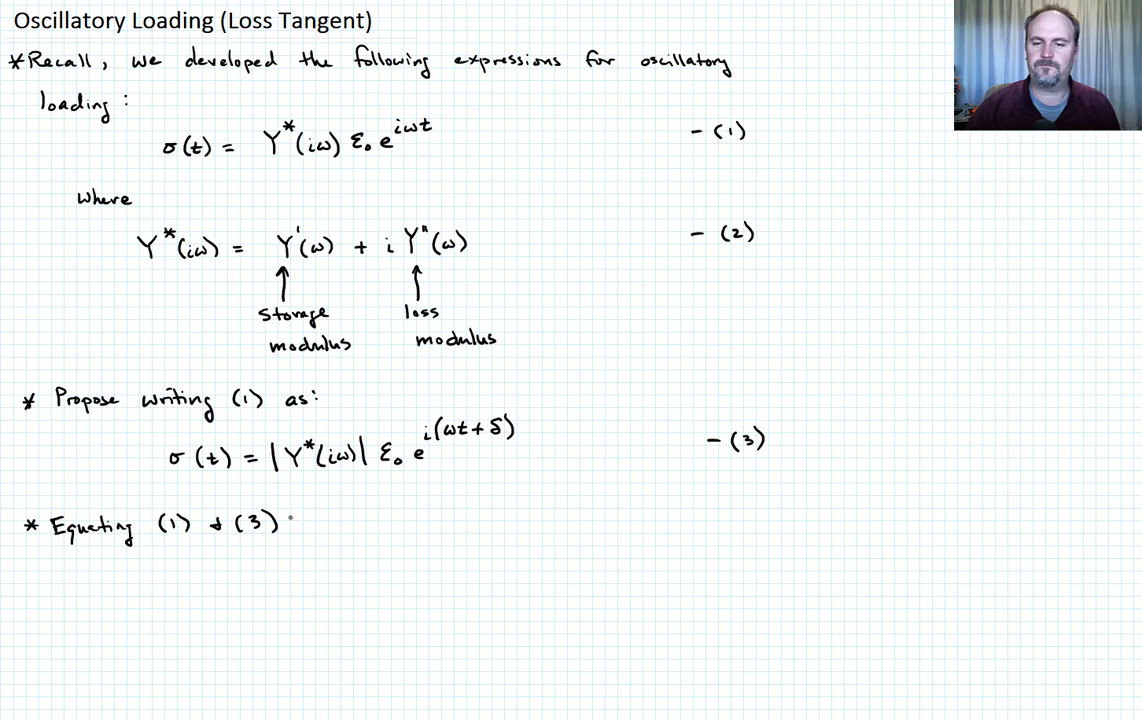 Oscillatory Loading (Loss Tangent)
* Recall, we developed the following expressions for oscillatory
loading:
σ(t) = Y*(iω) ε₀ e^{iωt} - (1)
where
Y*(iω) = Y'(ω) + i Y"(ω) - (2)
storage loss
modulus modulus
* Propose writing (1) as:
σ(t) = |Y*(iω)| ε₀ e^{i(ωt + δ)} - (3)
* Equating (1) & (3)